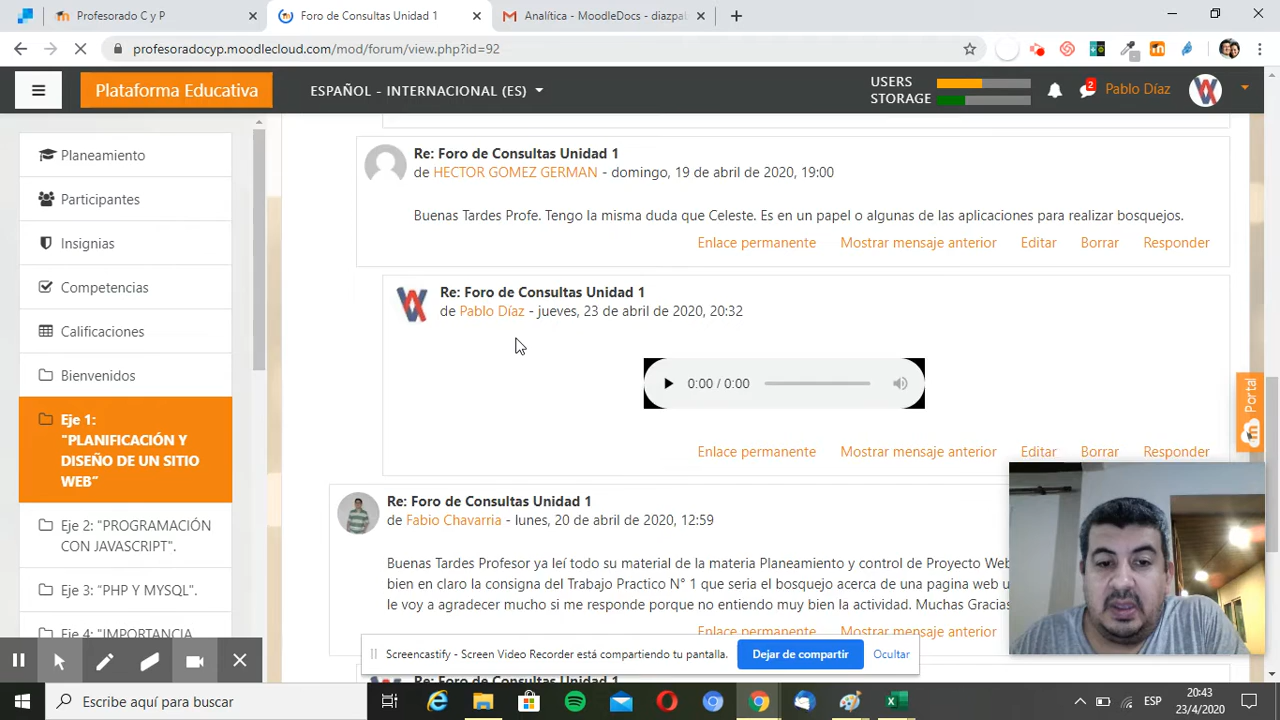 Profesorado C y P
Foro de Consultas Unidad 1
Analítica - MoodleDocs - diazpa
profesoradocyp.moodlecloud.com/mod/forum/view.php?id=92
Plataforma Educativa
ESPAÑOL - INTERNACIONAL (ES)
USERS
STORAGE
2
Pablo Díaz
Planeamiento
Participantes
Insignias
Competencias
Calificaciones
Bienvenidos
Eje 1:
"PLANIFICACIÓN Y
DISEÑO DE UN SITIO
WEB"
Eje 2: "PROGRAMACIÓN
CON JAVASCRIPT".
Eje 3: "PHP Y MYSQL".
Eje 4: "IMPORTANCIA
Re: Foro de Consultas Unidad 1
de HECTOR GOMEZ GERMAN - domingo, 19 de abril de 2020, 19:00
Buenas Tardes Profe. Tengo la misma duda que Celeste. Es en un papel o algunas de las aplicaciones para realizar bosquejos.
Enlace permanente Mostrar mensaje anterior Editar Borrar Responder
Re: Foro de Consultas Unidad 1
de Pablo Díaz - jueves, 23 de abril de 2020, 20:32
0:00 / 0:00
Enlace permanente Mostrar mensaje anterior Editar Borrar Responder
Portal
Re: Foro de Consultas Unidad 1
de Fabio Chavarria - lunes, 20 de abril de 2020, 12:59
Buenas Tardes Profesor ya leí todo su material de la materia Planeamiento y control de Proyecto Web
bien en claro la consigna del Trabajo Practico N° 1 que seria el bosquejo acerca de una pagina web u
le voy a agradecer mucho si me responde porque no entiendo muy bien la actividad. Muchas Gracias
Enlace permanente Mostrar mensaje anterior
Screencastify - Screen Video Recorder está compartiendo tu pantalla.
Dejar de compartir
Ocultar
Re: Foro de Consultas Unidad 1
Escribe aquí para buscar
ESP
20:43
23/4/2020